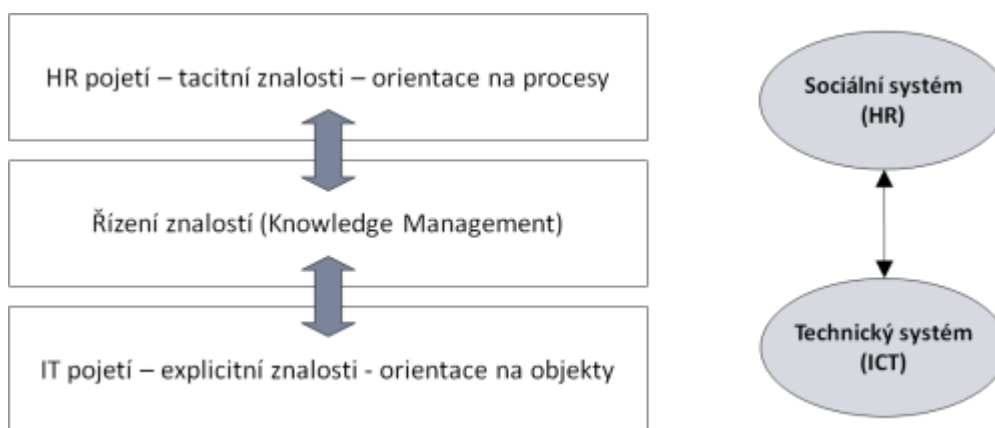 HR pojetí – tacitní znalosti – orientace na procesy
Řízení znalostí (Knowledge Management)
IT pojetí – explicitní znalosti - orientace na objekty
Sociální systém
(HR)
Technický systém
(ICT)